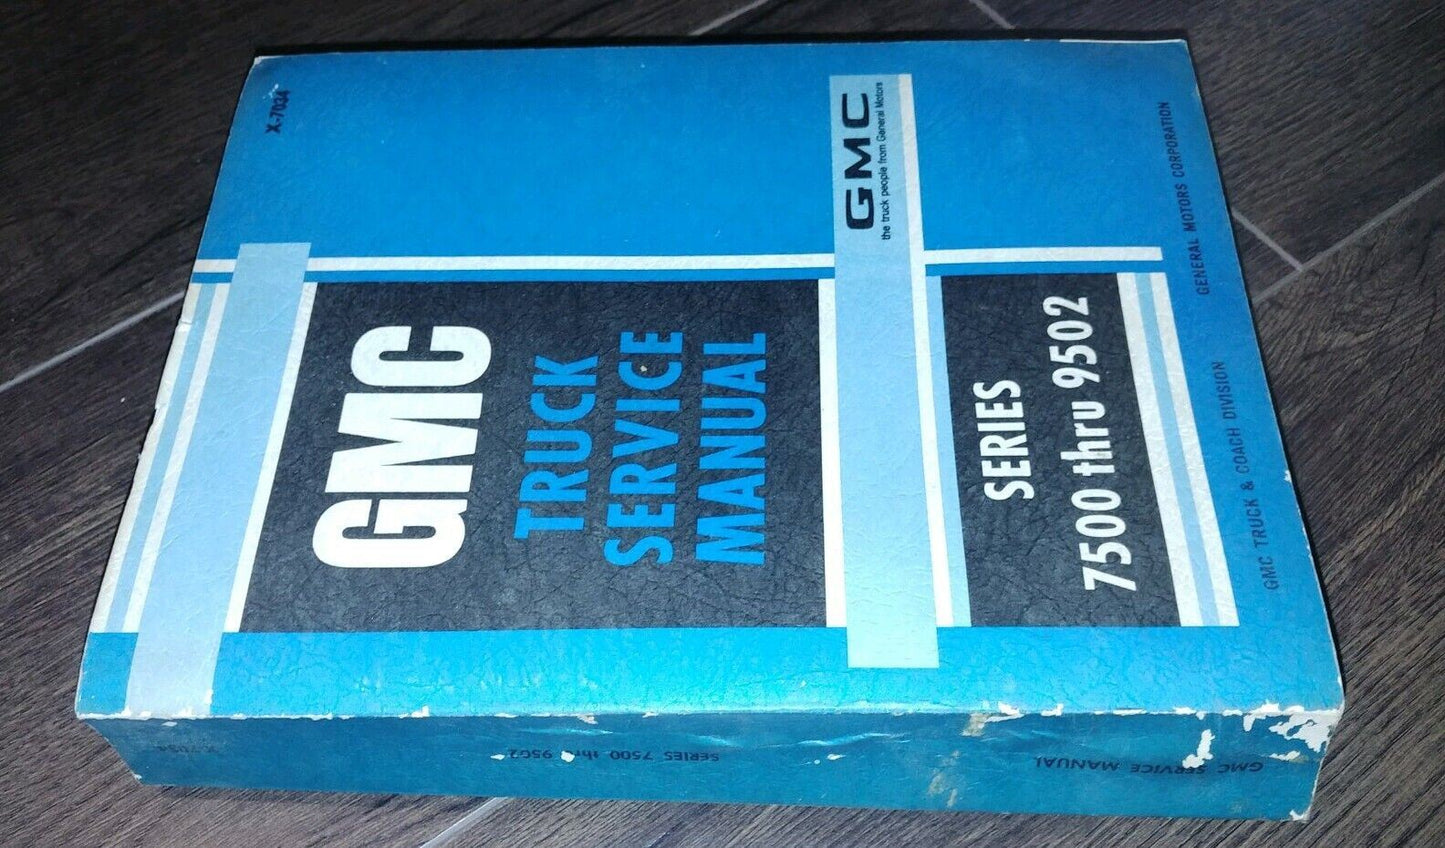 X-7034
GMC
TRUCK
SERVICE
MANUAL
GMC
the truck people from General Motors
SERIES
7500 thru 9502
GMC TRUCK & COACH DIVISION
GENERAL MOTORS CORPORATION
GMC SERVICE MANUAL
SERIES 7500 thru 9502
X-7034